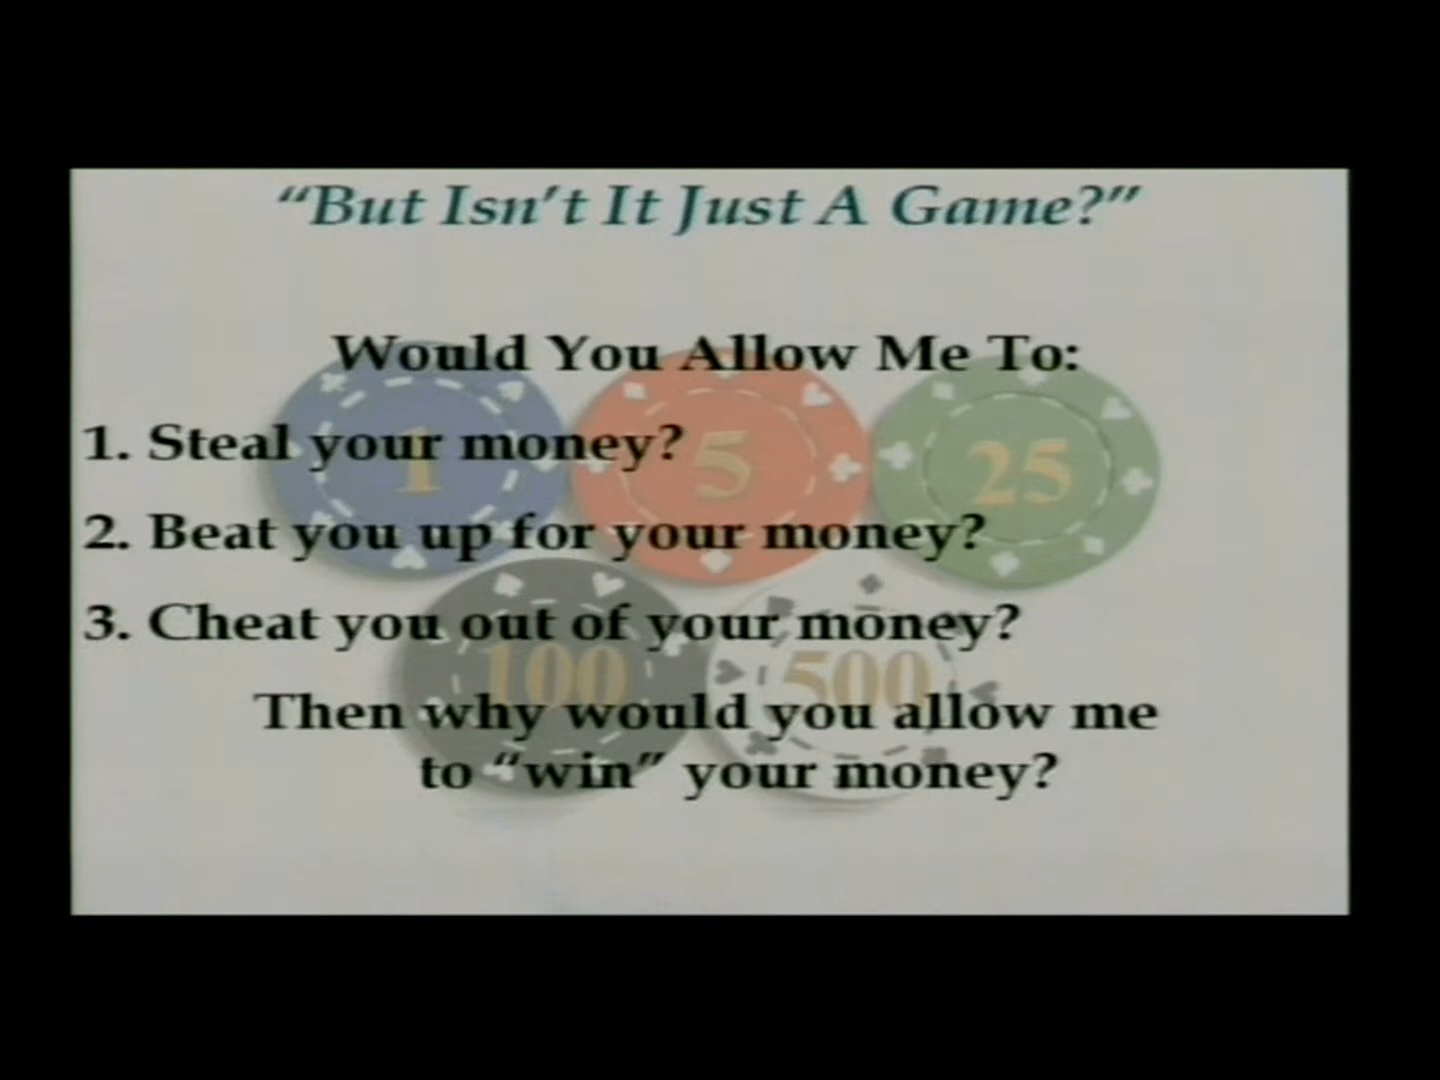 “But Isn’t It Just A Game?”
Would You Allow Me To:
1. Steal your money?
2. Beat you up for your money?
3. Cheat you out of your money?
Then why would you allow me
to “win” your money?
1
5
25
100
500